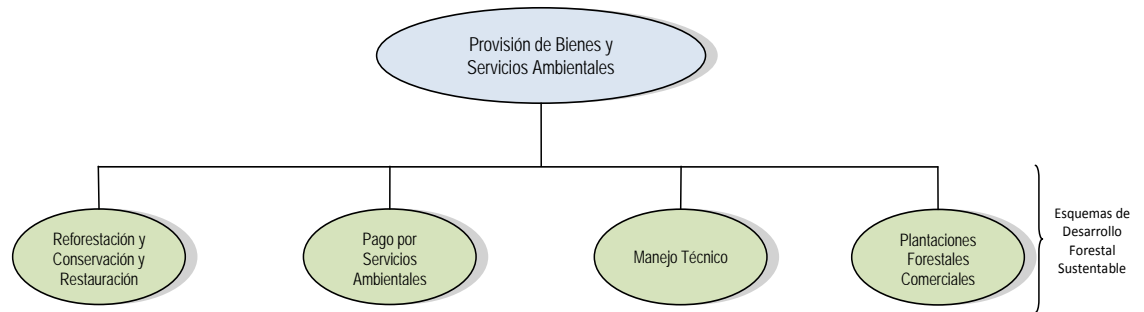 Provisión de Bienes y
Servicios Ambientales
Reforestación y
Conservación y
Restauración
Pago por
Servicios
Ambientales
Manejo Técnico
Plantaciones
Forestales
Comerciales
Esquemas de
Desarrollo
Forestal
Sustentable